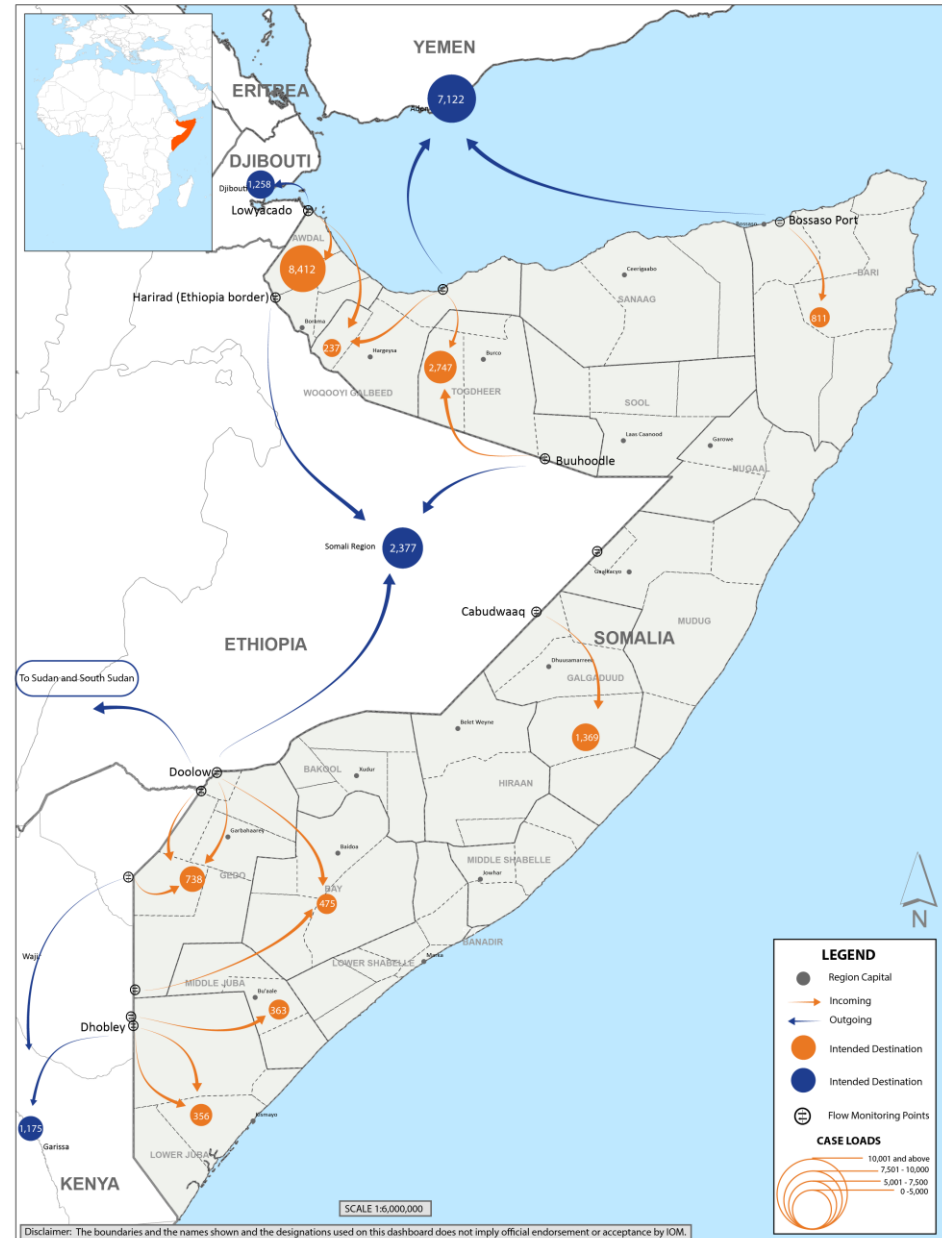 YEMEN
7,122
Aden
ERITREA
DJIBOUTI
1,258
Djibouti
Lowyacado
Bossaso Port
Bossaso
AWDAL
8,412
Ceerigaabo
BARI
SANAAG
Harirad (Ethiopia border)
Borama
811
237
Hargeysa
2,747
Burco
WOQOOYI GALBEED
TOGDHEER
SOOL
Laas Caanood
Garowe
Buuhoodle
NUGAAL
Somali Region
2,377
Gaalkacyo
Cabudwaaq
MUDUG
ETHIOPIA
SOMALIA
Dhuusamarreeb
GALGADUUD
To Sudan and South Sudan
Belet Weyne
1,369
Doolow
BAKOOL
Xudur
HIRAAN
Garbahaarey
Baidoa
MIDDLE SHABELLE
738
GEDO
BAY
475
Jowhar
BANADIR
Wajir
LOWER SHABELLE
Marka
MIDDLE JUBA
Bu'aale
363
Dhobley
356
1,175
Garissa
Kismayo
LOWER JUBA
KENYA
N
LEGEND
Region Capital
Incoming
Outgoing
Intended Destination
Intended Destination
Flow Monitoring Points
CASE LOADS
10,001 and above
7,501 - 10,000
5,001 - 7,500
0 -5,000
SCALE 1:6,000,000
Disclaimer: The boundaries and the names shown and the designations used on this dashboard does not imply official endorsement or acceptance by IOM.